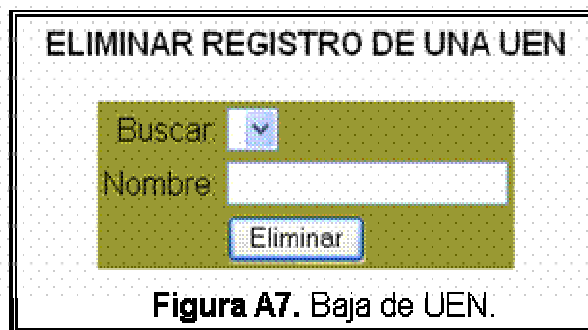 ELIMINAR REGISTRO DE UNA UEN
Buscar:
Nombre:
Eliminar
Figura A7. Baja de UEN.